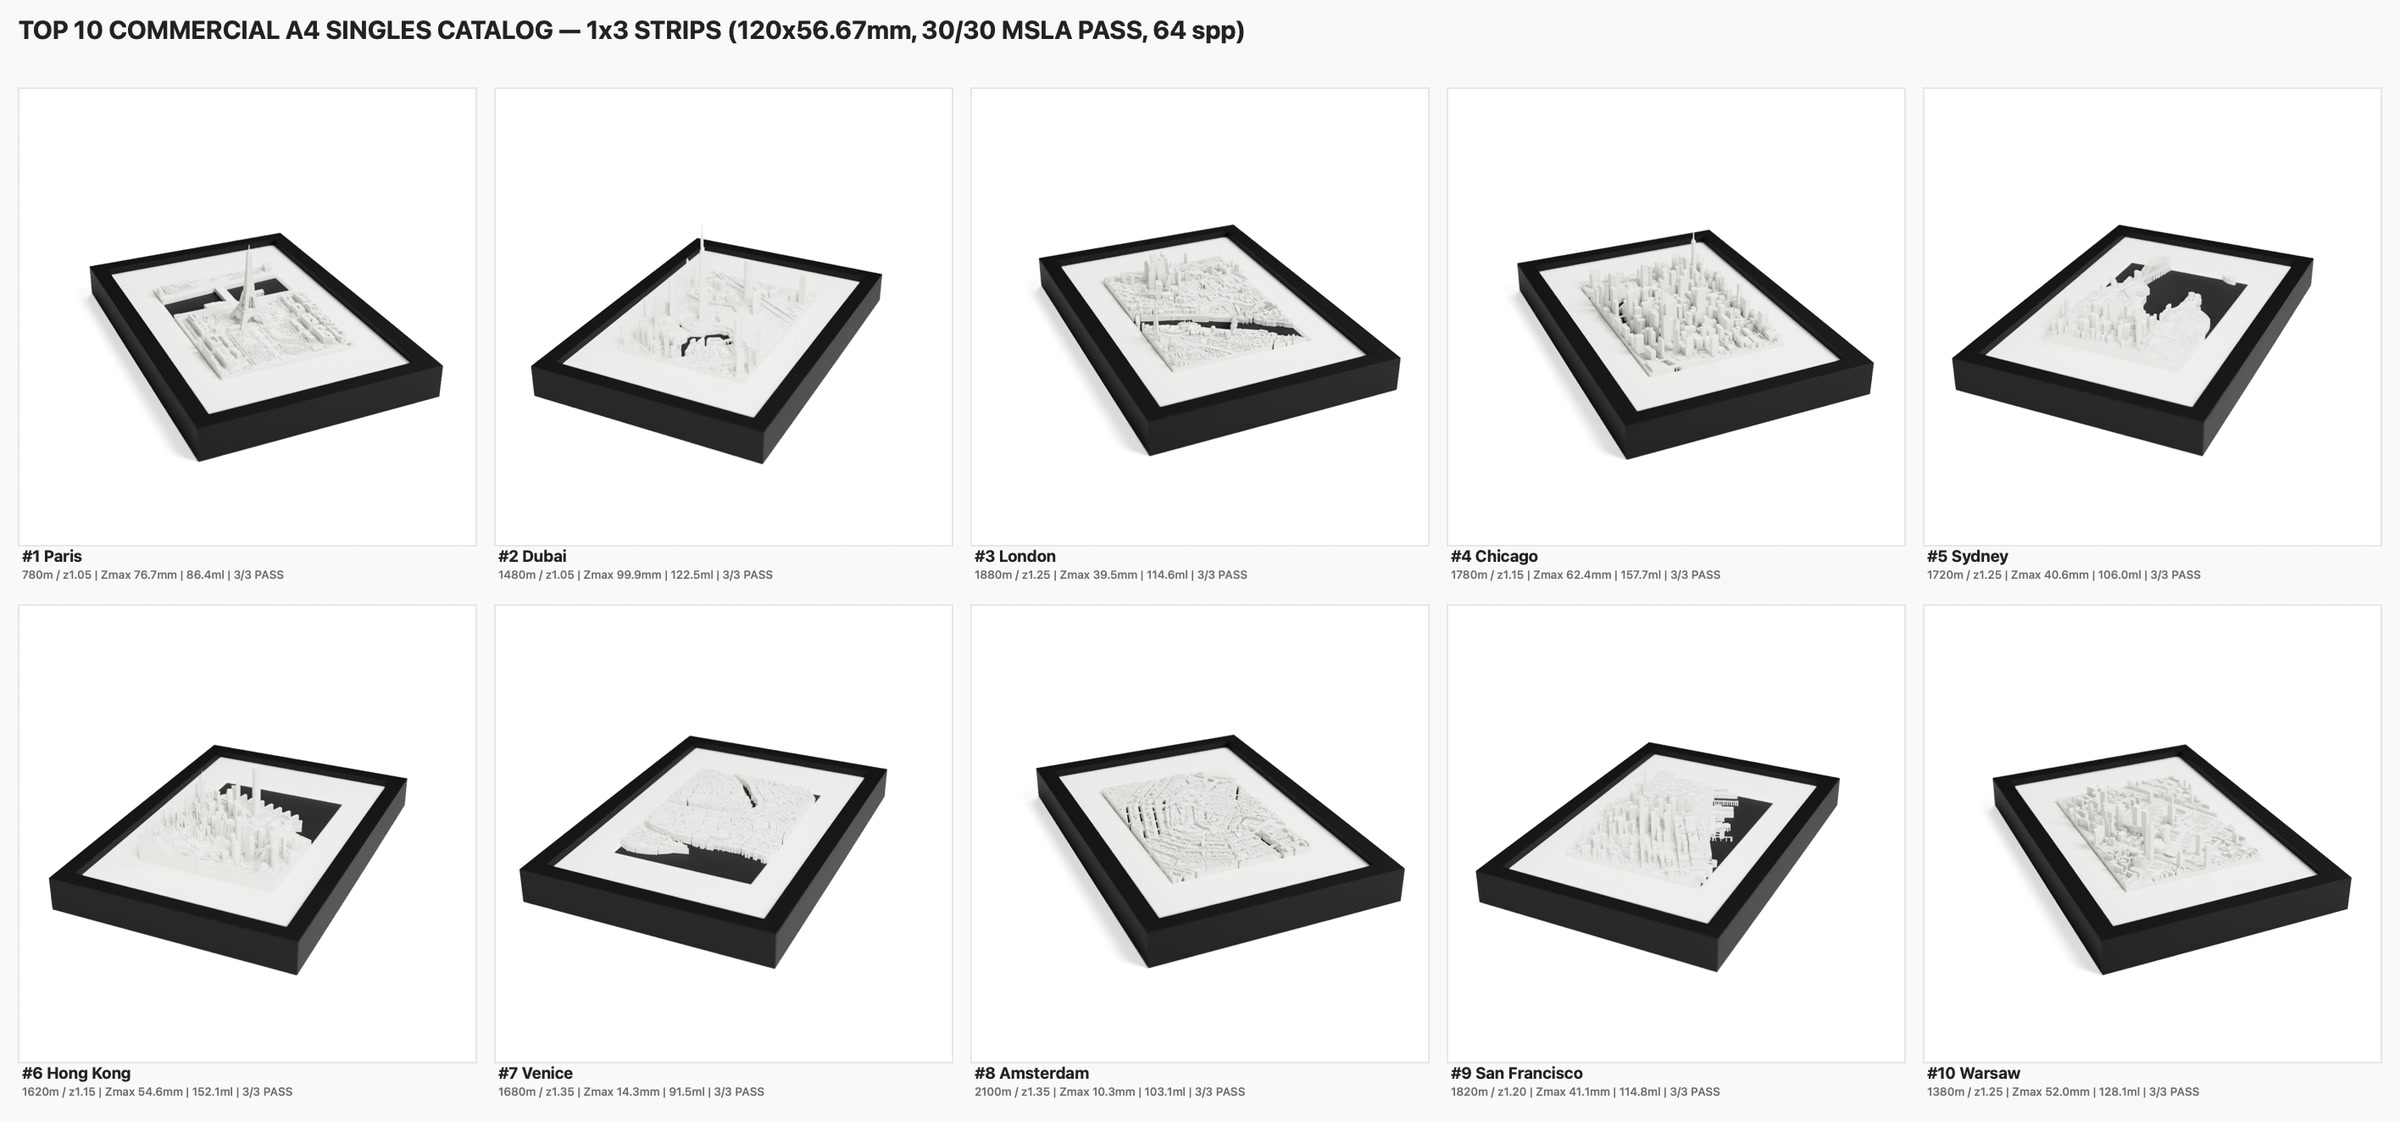 TOP 10 COMMERCIAL A4 SINGLES CATALOG — 1x3 STRIPS (120x56.67mm, 30/30 MSLA PASS, 64 spp)
#1 Paris
780m / z1.05 | Zmax 76.7mm | 86.4ml | 3/3 PASS
#2 Dubai
1480m / z1.05 | Zmax 99.9mm | 122.5ml | 3/3 PASS
#3 London
1880m / z1.25 | Zmax 39.5mm | 114.6ml | 3/3 PASS
#4 Chicago
1780m / z1.15 | Zmax 62.4mm | 157.7ml | 3/3 PASS
#5 Sydney
1720m / z1.25 | Zmax 40.6mm | 106.0ml | 3/3 PASS
#6 Hong Kong
1620m / z1.15 | Zmax 54.6mm | 152.1ml | 3/3 PASS
#7 Venice
1680m / z1.35 | Zmax 14.3mm | 91.5ml | 3/3 PASS
#8 Amsterdam
2100m / z1.35 | Zmax 10.3mm | 103.1ml | 3/3 PASS
#9 San Francisco
1820m / z1.20 | Zmax 41.1mm | 114.8ml | 3/3 PASS
#10 Warsaw
1380m / z1.25 | Zmax 52.0mm | 128.1ml | 3/3 PASS